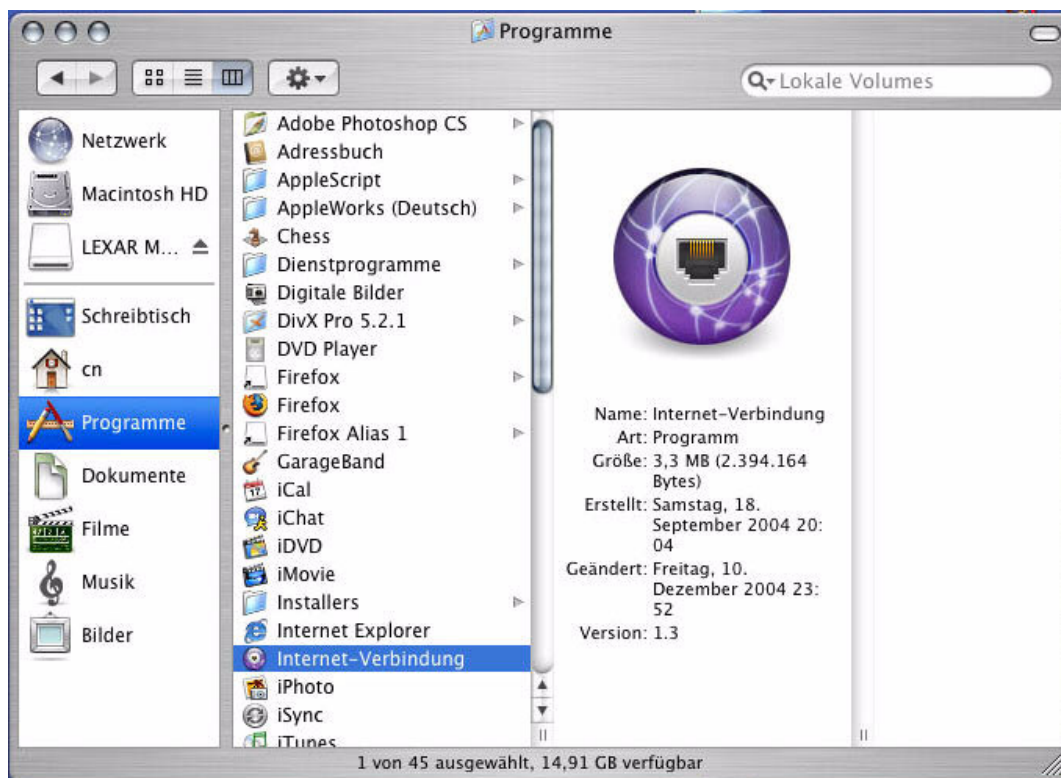 Programme
Lokale Volumes
Netzwerk
Macintosh HD
LEXAR M...
Schreibtisch
cn
Programme
Dokumente
Filme
Musik
Bilder
Adobe Photoshop CS
Adressbuch
AppleScript
AppleWorks (Deutsch)
Chess
Dienstprogramme
Digitale Bilder
DivX Pro 5.2.1
DVD Player
Firefox
Firefox
Firefox Alias 1
GarageBand
iCal
iChat
iDVD
iMovie
Installers
Internet Explorer
Internet-Verbindung
iPhoto
iSync
iTunes
Name: Internet-Verbindung
Art: Programm
Größe: 3,3 MB (2.394.164
Bytes)
Erstellt: Samstag, 18.
September 2004 20:
04
Geändert: Freitag, 10.
Dezember 2004 23:
52
Version: 1.3
1 von 45 ausgewählt, 14,91 GB verfügbar